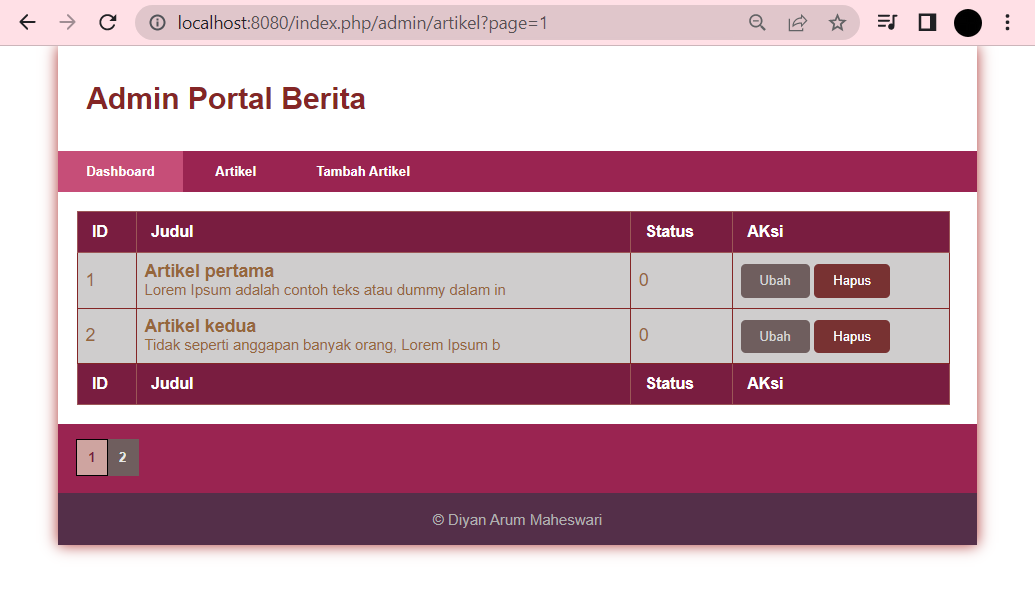 localhost:8080/index.php/admin/artikel?page=1
Admin Portal Berita
Dashboard Artikel Tambah Artikel
ID Judul Status AKsi
1 Artikel pertama 0 Ubah Hapus
Lorem Ipsum adalah contoh teks atau dummy dalam in
2 Artikel kedua 0 Ubah Hapus
Tidak seperti anggapan banyak orang, Lorem Ipsum b
ID Judul Status AKsi
1 2
© Diyan Arum Maheswari